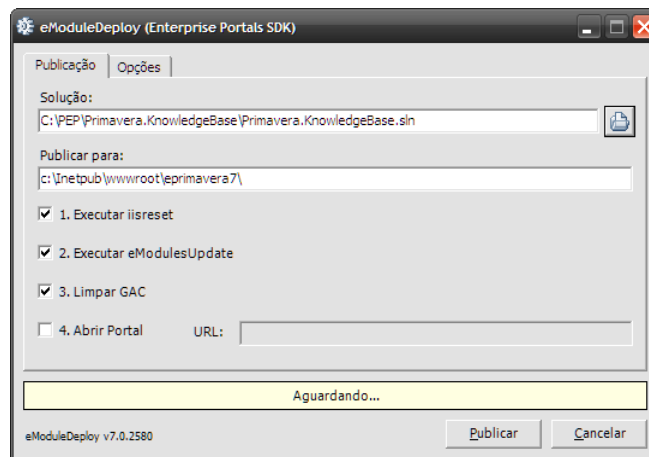 eModuleDeploy (Enterprise Portals SDK)
Publicação Opções
Solução:
C:\PEP\Primavera.KnowledgeBase\Primavera.KnowledgeBase.sln
Publicar para:
c:\Inetpub\wwwroot\eprimavera7\
1. Executar iisreset
2. Executar eModulesUpdate
3. Limpar GAC
4. Abrir Portal URL:
Aguardando...
eModuleDeploy v7.0.2580 Publicar Cancelar